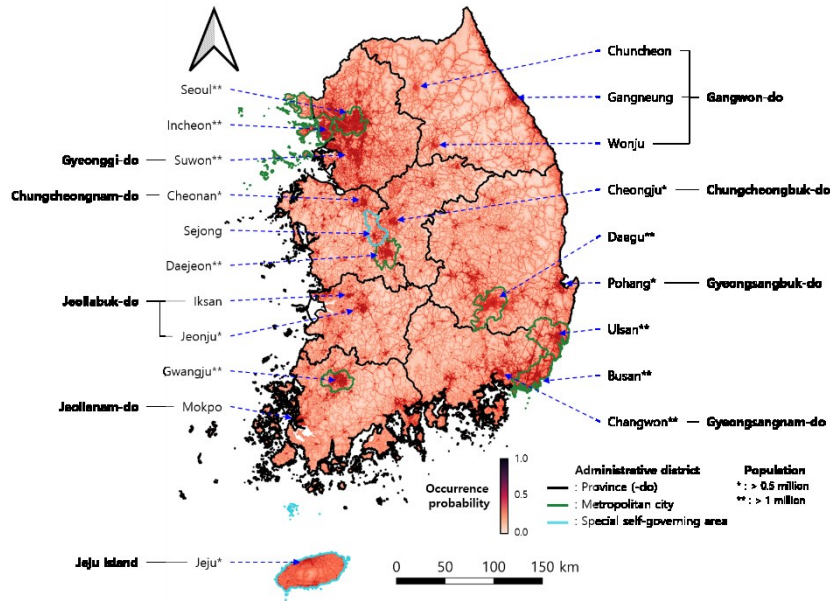 Seoul**
Incheon**
Gyeonggi-do
Suwon**
Chungcheongnam-do
Cheonan*
Sejong
Daejeon**
Jeollabuk-do
Iksan
Jeonju*
Gwangju**
Jeollanam-do
Mokpo
Jeju Island
Jeju*
Chuncheon
Gangneung
Gangwon-do
Wonju
Cheongju*
Chungcheongbuk-do
Daegu**
Pohang*
Gyeongsangbuk-do
Ulsan**
Busan**
Changwon**
Gyeongsangnam-do
Occurrence
probability
1.0
0.5
0.0
Administrative district
: Province (-do)
: Metropolitan city
: Special self-governing area
Population
* : > 0.5 million
** : > 1 million
0 50 100 150 km